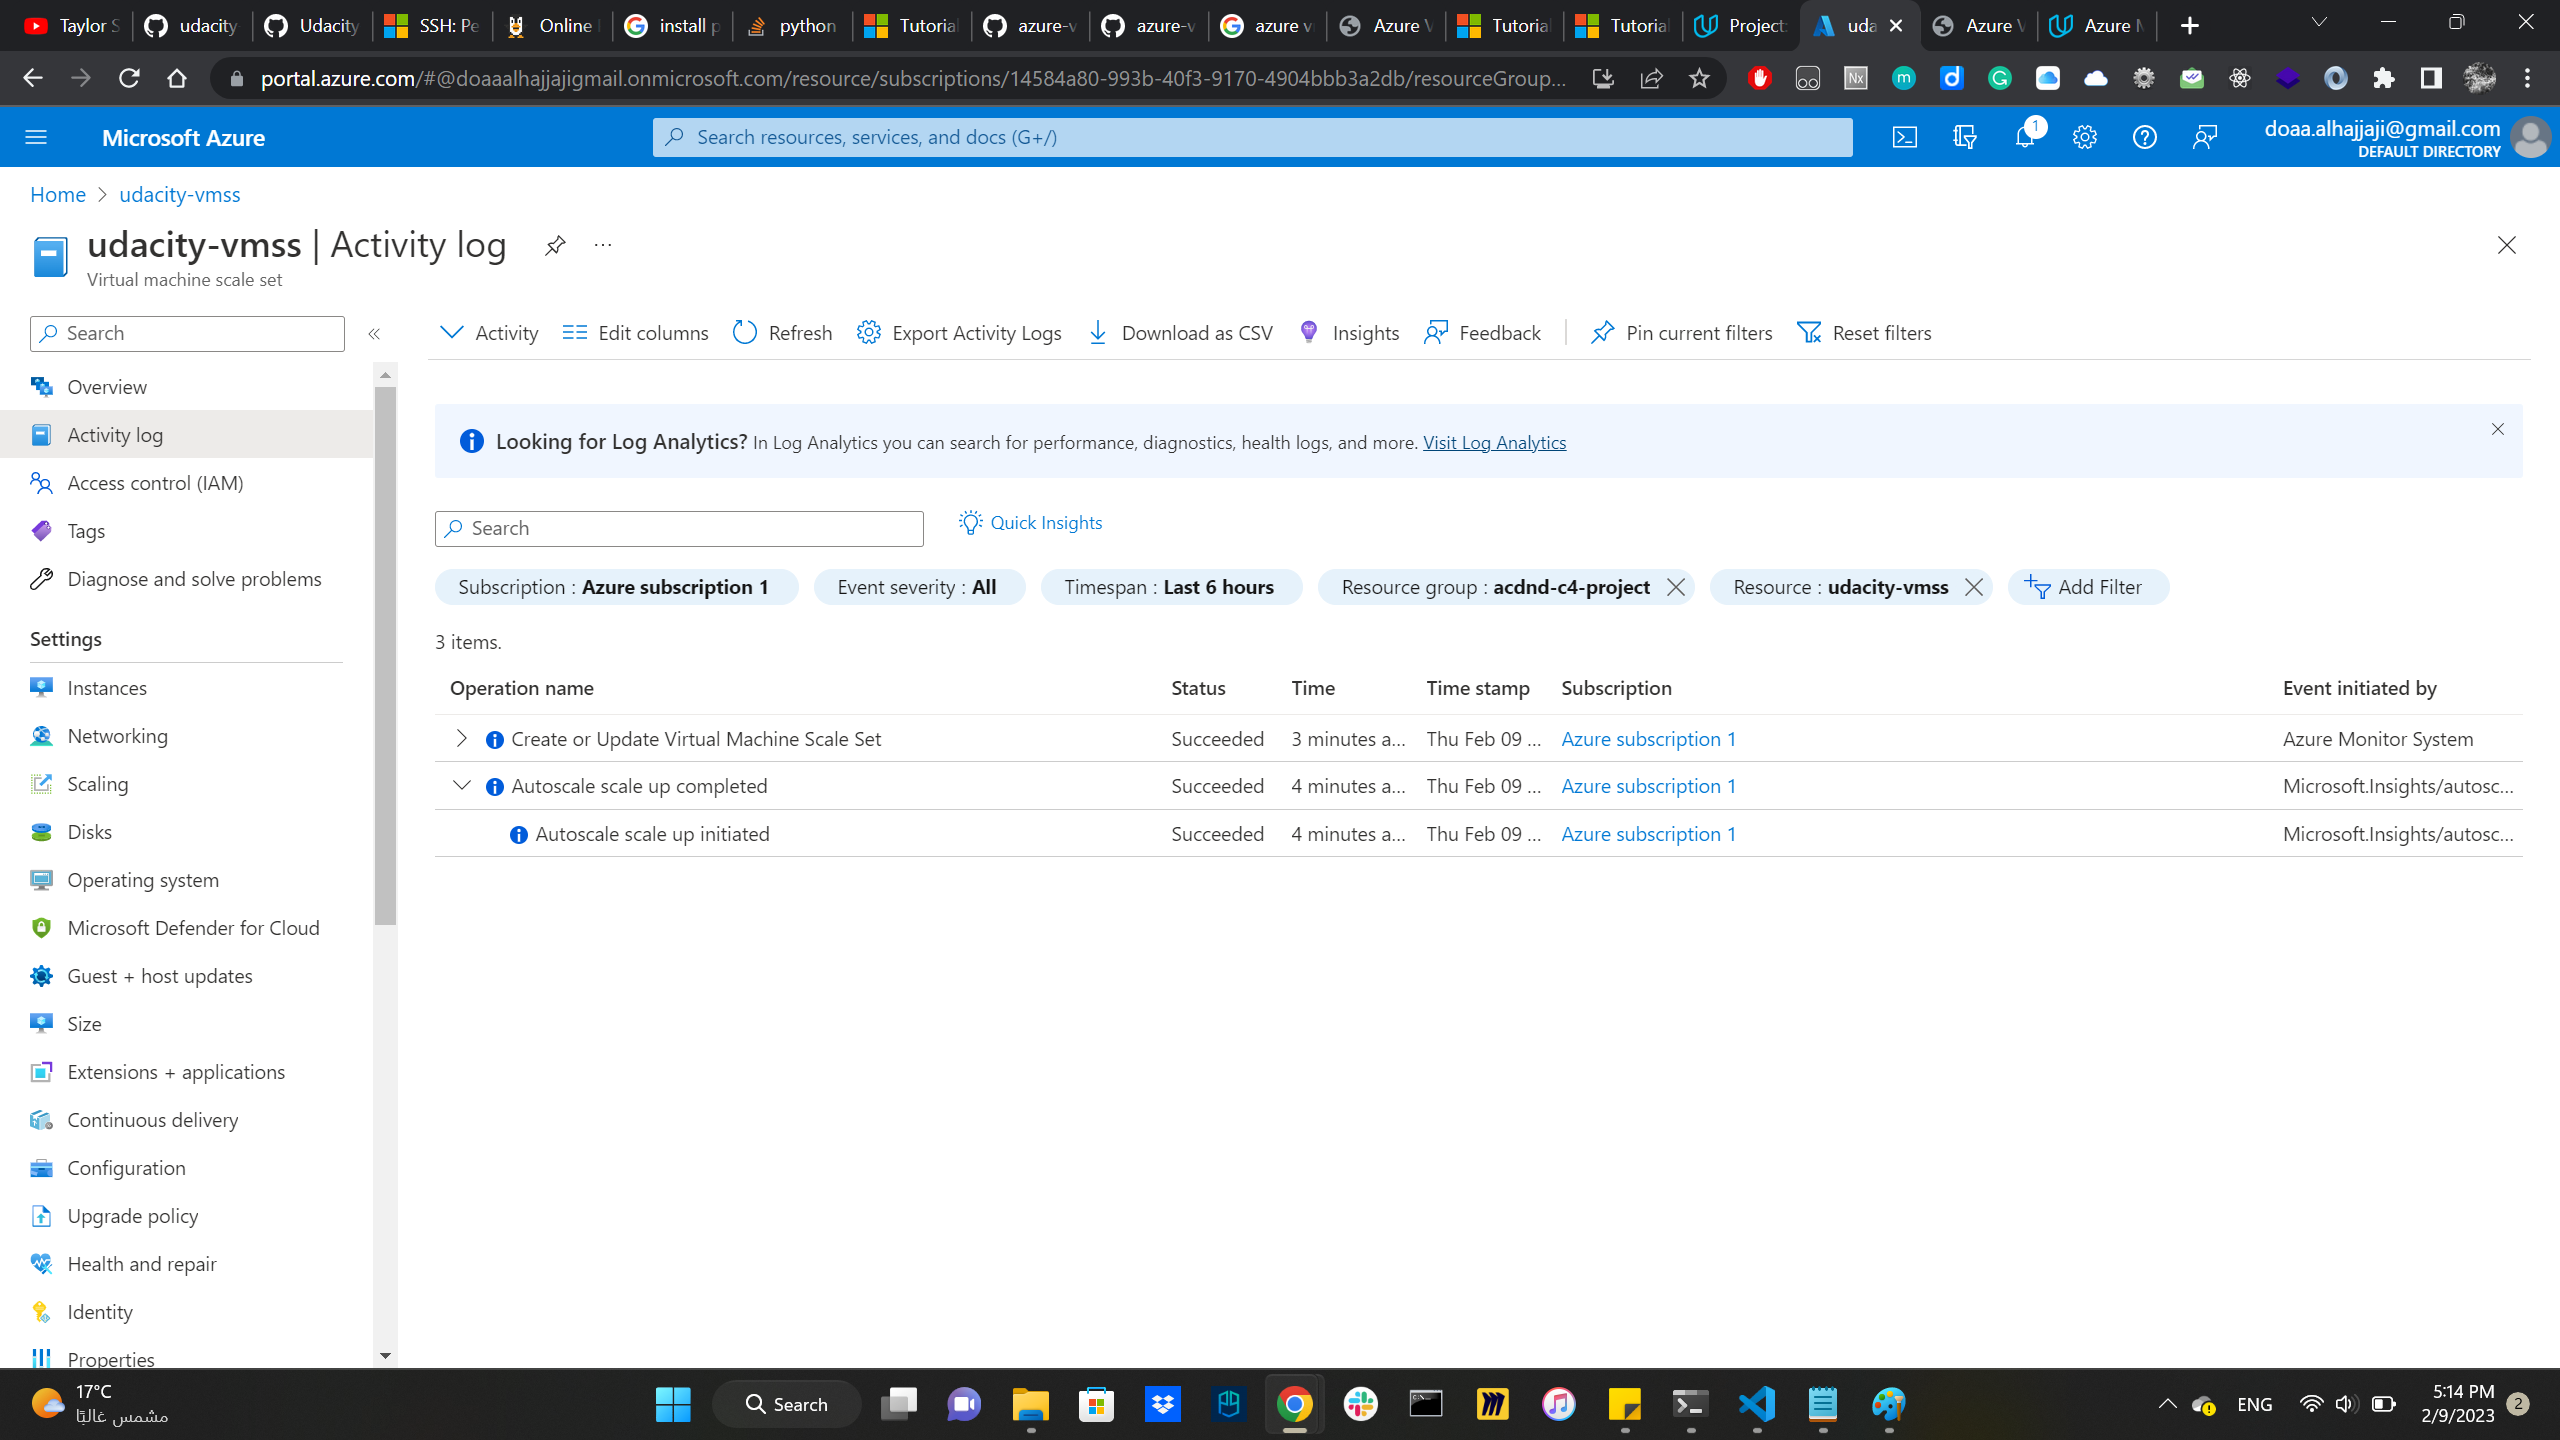 Taylor S
udacity
Udacity
SSH: Pe
Online
install p
python
Tutorial
azure-v
azure-v
azure v
Azure V
Tutorial
Tutorial
Project:
uda
Azure V
Azure M
portal.azure.com/#@doaaalhajjajigmail.onmicrosoft.com/resource/subscriptions/14584a80-993b-40f3-9170-4904bbb3a2db/resourceGroup...
Microsoft Azure
Search resources, services, and docs (G+/)
1
doaa.alhajjaji@gmail.com
DEFAULT DIRECTORY
Home > udacity-vmss
udacity-vmss | Activity log
Virtual machine scale set
Search
Activity
Edit columns
Refresh
Export Activity Logs
Download as CSV
Insights
Feedback
Pin current filters
Reset filters
Overview
Activity log
Access control (IAM)
Tags
Diagnose and solve problems
Settings
Instances
Networking
Scaling
Disks
Operating system
Microsoft Defender for Cloud
Guest + host updates
Size
Extensions + applications
Continuous delivery
Configuration
Upgrade policy
Health and repair
Identity
Properties
Looking for Log Analytics? In Log Analytics you can search for performance, diagnostics, health logs, and more. Visit Log Analytics
Search
Quick Insights
Subscription : Azure subscription 1
Event severity : All
Timespan : Last 6 hours
Resource group : acdnd-c4-project
Resource : udacity-vmss
Add Filter
3 items.
Operation name Status Time Time stamp Subscription Event initiated by
Create or Update Virtual Machine Scale Set Succeeded 3 minutes a... Thu Feb 09 ... Azure subscription 1 Azure Monitor System
Autoscale scale up completed Succeeded 4 minutes a... Thu Feb 09 ... Azure subscription 1 Microsoft.Insights/autosc...
Autoscale scale up initiated Succeeded 4 minutes a... Thu Feb 09 ... Azure subscription 1 Microsoft.Insights/autosc...
17°C
مشمس غالبًا
Search
ENG
5:14 PM
2/9/2023
2